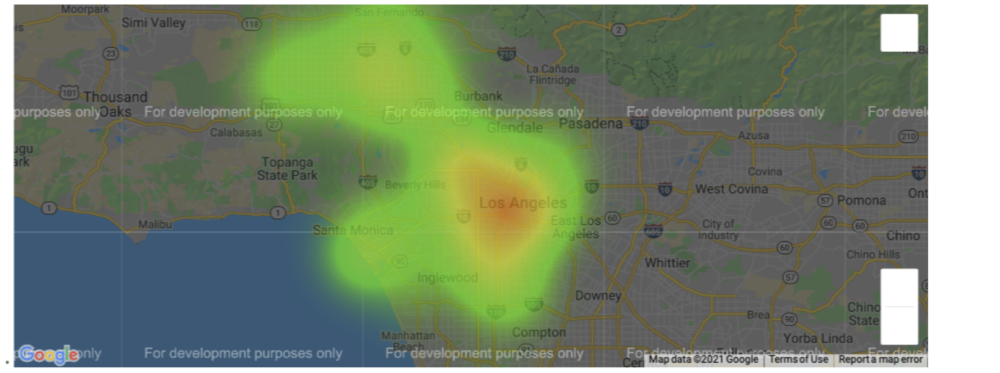 Moorpark
San Fernando
Simi Valley
118
2
23
405
5
210
La Cañada
Flintridge
101
Thousand
Oaks
Burbank
101
170
purposes only
For development purposes only
For development purposes only
For development purposes only
For devel
27
101
134
Glendale
Pasadena
210
Calabasas
Azusa
210
ugu
ark
Topanga
State Park
5
Covina
10
405
Beverly Hills
10
10
West Covina
Los Angeles
57
Pomona
Ont
1
1
10
East Los
Angeles
60
Malibu
Santa Monica
605
City of
Industry
60
60
Chino
60
Chino Hills
90
Whittier
Inglewood
57
Downey
110
105
Brea
90
Chino
State
Manhattan
Beach
Compton
91
Yorba Linda
Google
only
For development purposes only
For development purposes only
For devel
Map data ©2021 Google
Terms of Use
Report a map error